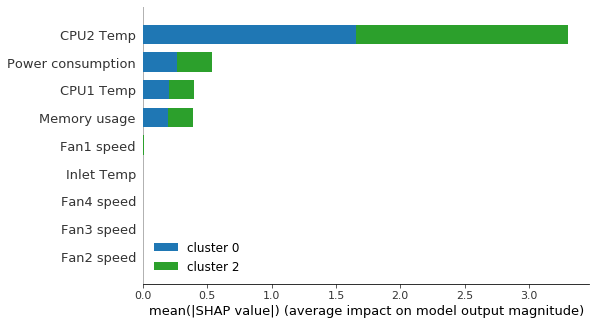 CPU2 Temp
Power consumption
CPU1 Temp
Memory usage
Fan1 speed
Inlet Temp
Fan4 speed
Fan3 speed
Fan2 speed
cluster 0
cluster 2
0.0 0.5 1.0 1.5 2.0 2.5 3.0
mean(|SHAP value|) (average impact on model output magnitude)